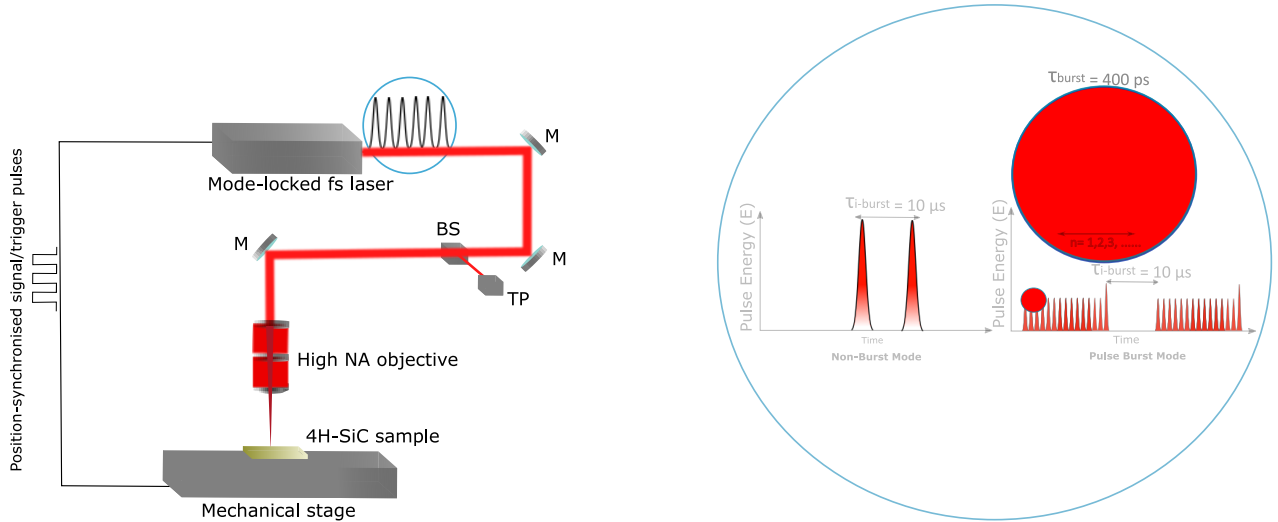 Position-synchronised signal/trigger pulses
Mode-locked fs laser
M
M
BS
M
TP
High NA objective
4H-SiC sample
Mechanical stage
Pulse Energy (E)
τi-burst = 10 µs
Time
Non-Burst Mode
τburst = 400 ps
n= 1,2,3, ......
Pulse Energy (E)
τi-burst = 10 µs
Time
Pulse Burst Mode